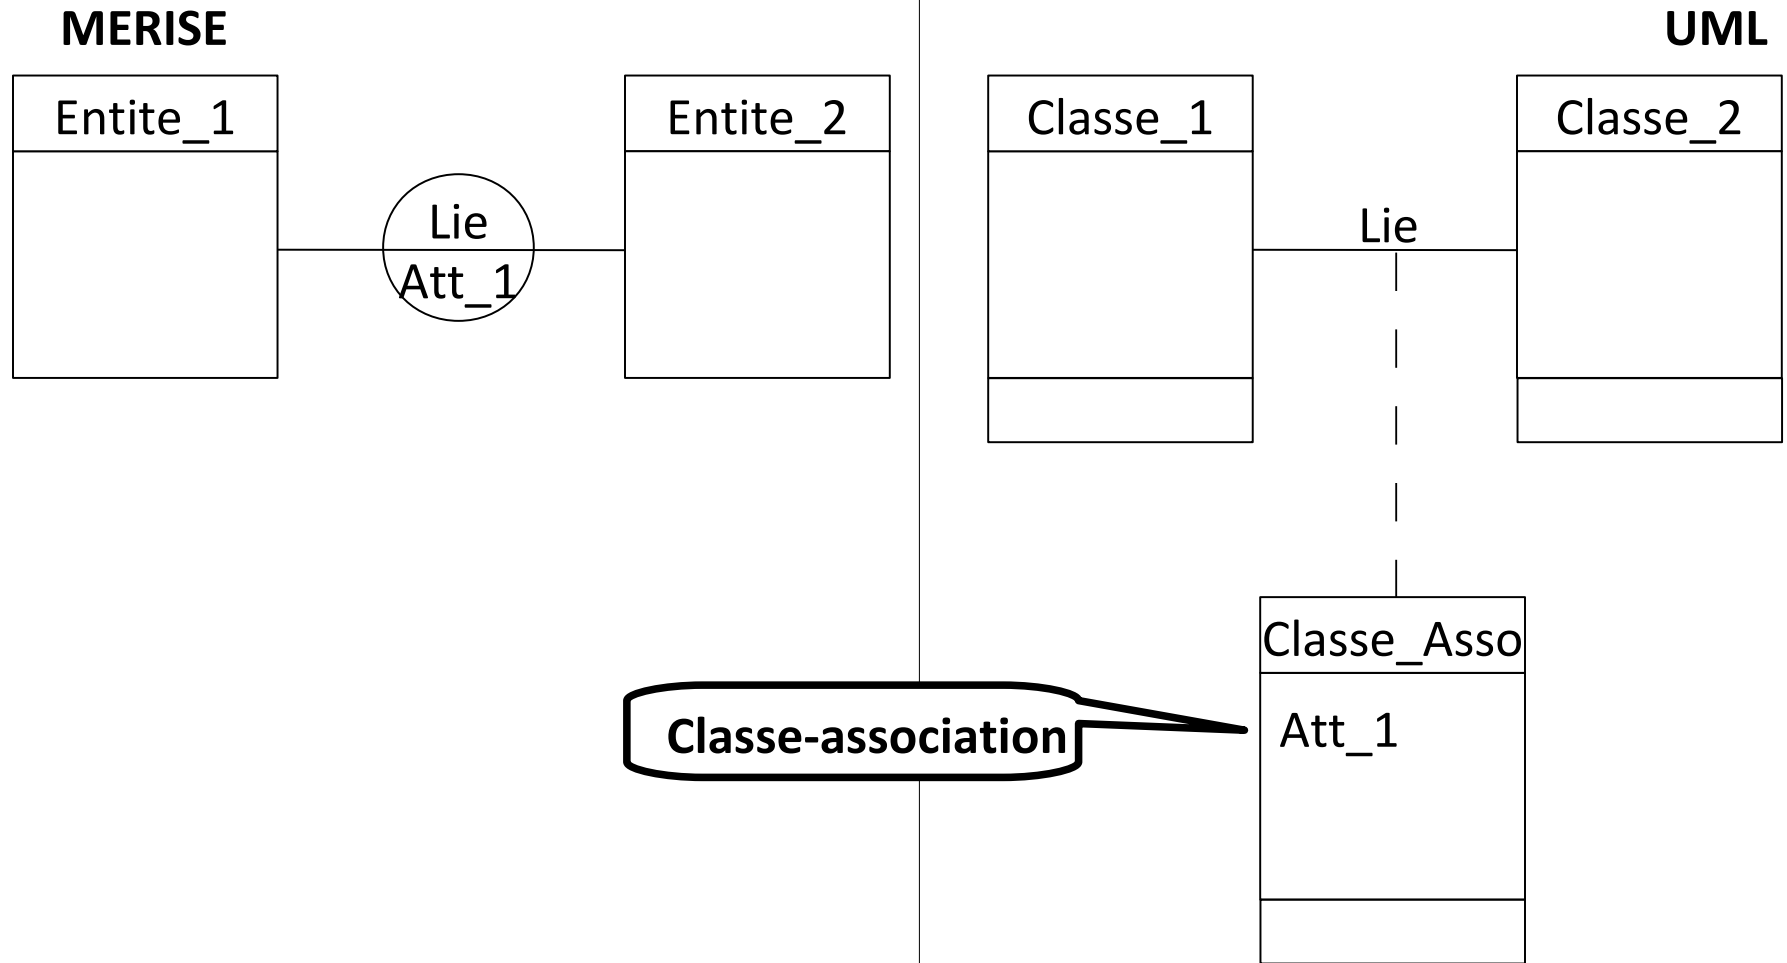 MERISE
UML
Entite_1
Entite_2
Classe_1
Classe_2
Lie
Att_1
Lie
Classe_Asso
Att_1
Classe-association